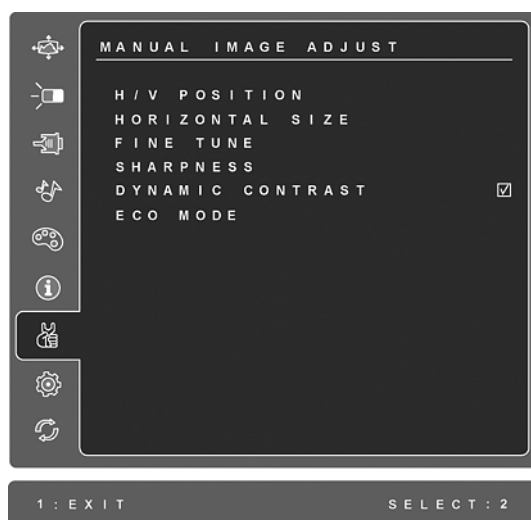 MANUAL IMAGE ADJUST
H/V POSITION
HORIZONTAL SIZE
FINE TUNE
SHARPNESS
DYNAMIC CONTRAST
ECO MODE
1:EXIT SELECT:2